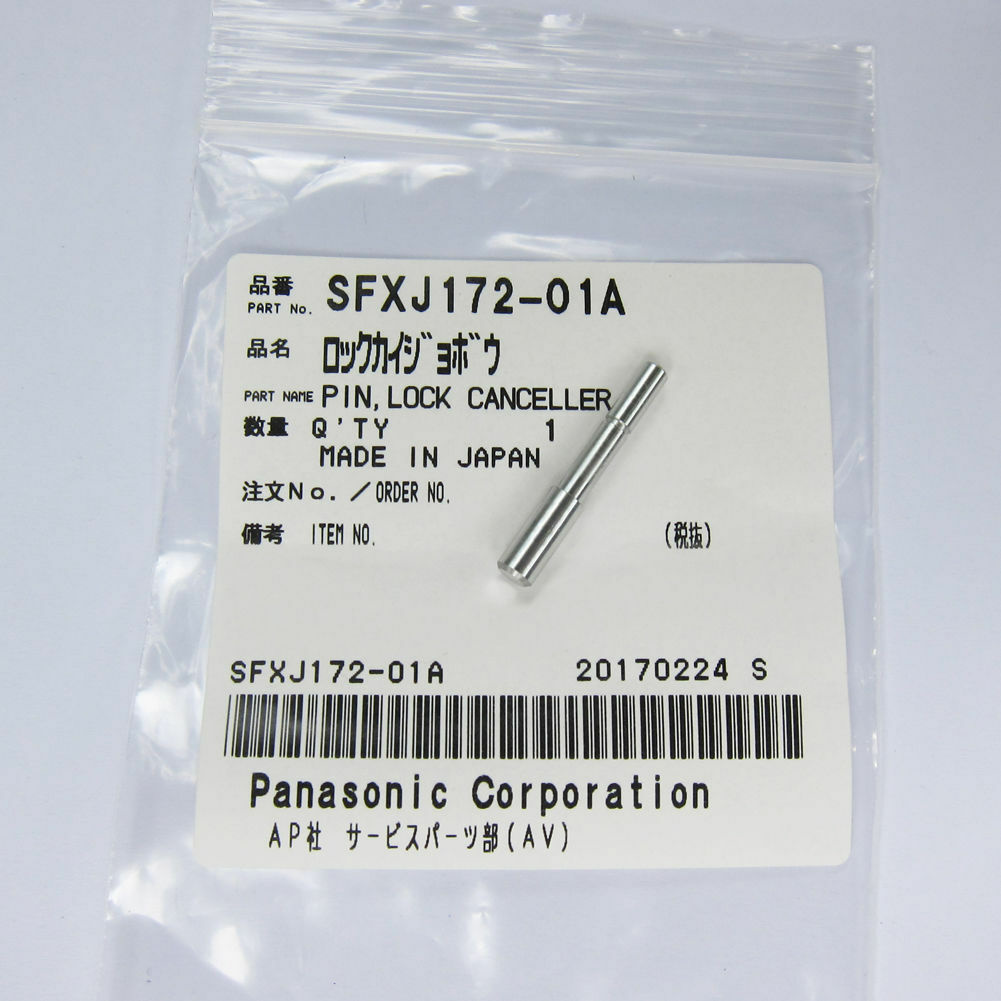 品番
PART No. SFXJ172-01A
品名 ロックカイジョボウ
PART NAME PIN, LOCK CANCELLER
数量 Q'TY 1
MADE IN JAPAN
注文No./ORDER NO.
備考 ITEM NO. (税抜)
SFXJ172-01A 20170224 S
Panasonic Corporation
AP社 サービスパーツ部(AV)